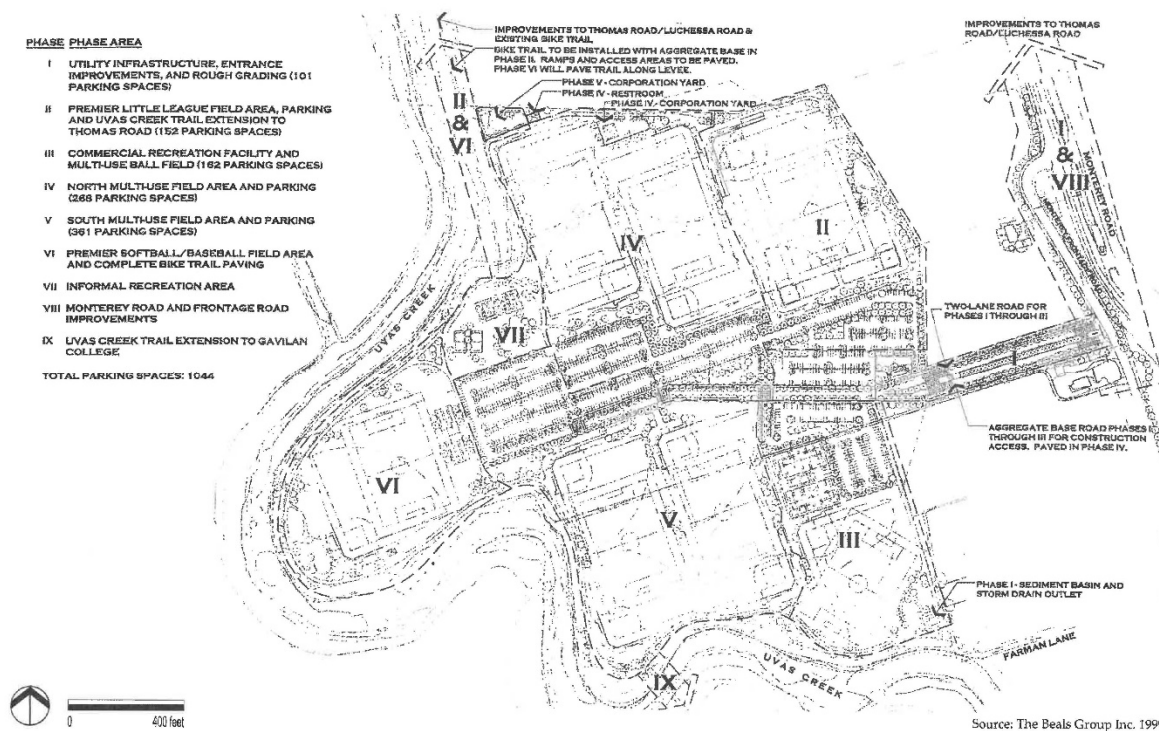 PHASE PHASE AREA
I UTILITY INFRASTRUCTURE, ENTRANCE
IMPROVEMENTS, AND ROUGH GRADING (101
PARKING SPACES)
II PREMIER LITTLE LEAGUE FIELD AREA, PARKING
AND UVAS CREEK TRAIL EXTENSION TO
THOMAS ROAD (152 PARKING SPACES)
III COMMERCIAL RECREATION FACILITY AND
MULTI-USE BALL FIELD (162 PARKING SPACES)
IV NORTH MULTI-USE FIELD AREA AND PARKING
(268 PARKING SPACES)
V SOUTH MULTI-USE FIELD AREA AND PARKING
(361 PARKING SPACES)
VI PREMIER SOFTBALL/BASEBALL FIELD AREA
AND COMPLETE BIKE TRAIL PAVING
VII INFORMAL RECREATION AREA
VIII MONTEREY ROAD AND FRONTAGE ROAD
IMPROVEMENTS
IX UVAS CREEK TRAIL EXTENSION TO GAVILAN
COLLEGE
TOTAL PARKING SPACES: 1044
IMPROVEMENTS TO THOMAS ROAD/LUCHESSA ROAD &
EXISTING BIKE TRAIL
BIKE TRAIL TO BE INSTALLED WITH AGGREGATE BASE IN
PHASE II. RAMPS AND ACCESS AREAS TO BE PAVED.
PHASE VI WILL PAVE TRAIL ALONG LEVEE.
PHASE V - CORPORATION YARD
PHASE IV - RESTROOM
PHASE IV - CORPORATION YARD
IMPROVEMENTS TO THOMAS
ROAD/LUCHESSA ROAD
II
&
VI
I
&
VIII
MONTEREY ROAD
MONTEREY FRONTAGE ROAD
IV
II
UVAS CREEK
VII
TWO-LANE ROAD FOR
PHASES I THROUGH III
I
AGGREGATE BASE ROAD PHASES I
THROUGH III FOR CONSTRUCTION
ACCESS. PAVED IN PHASE IV.
VI
V
III
PHASE I - SEDIMENT BASIN AND
STORM DRAIN OUTLET
FARMAN LANE
UVAS CREEK
IX
0 400 feet
Source: The Beals Group Inc. 199